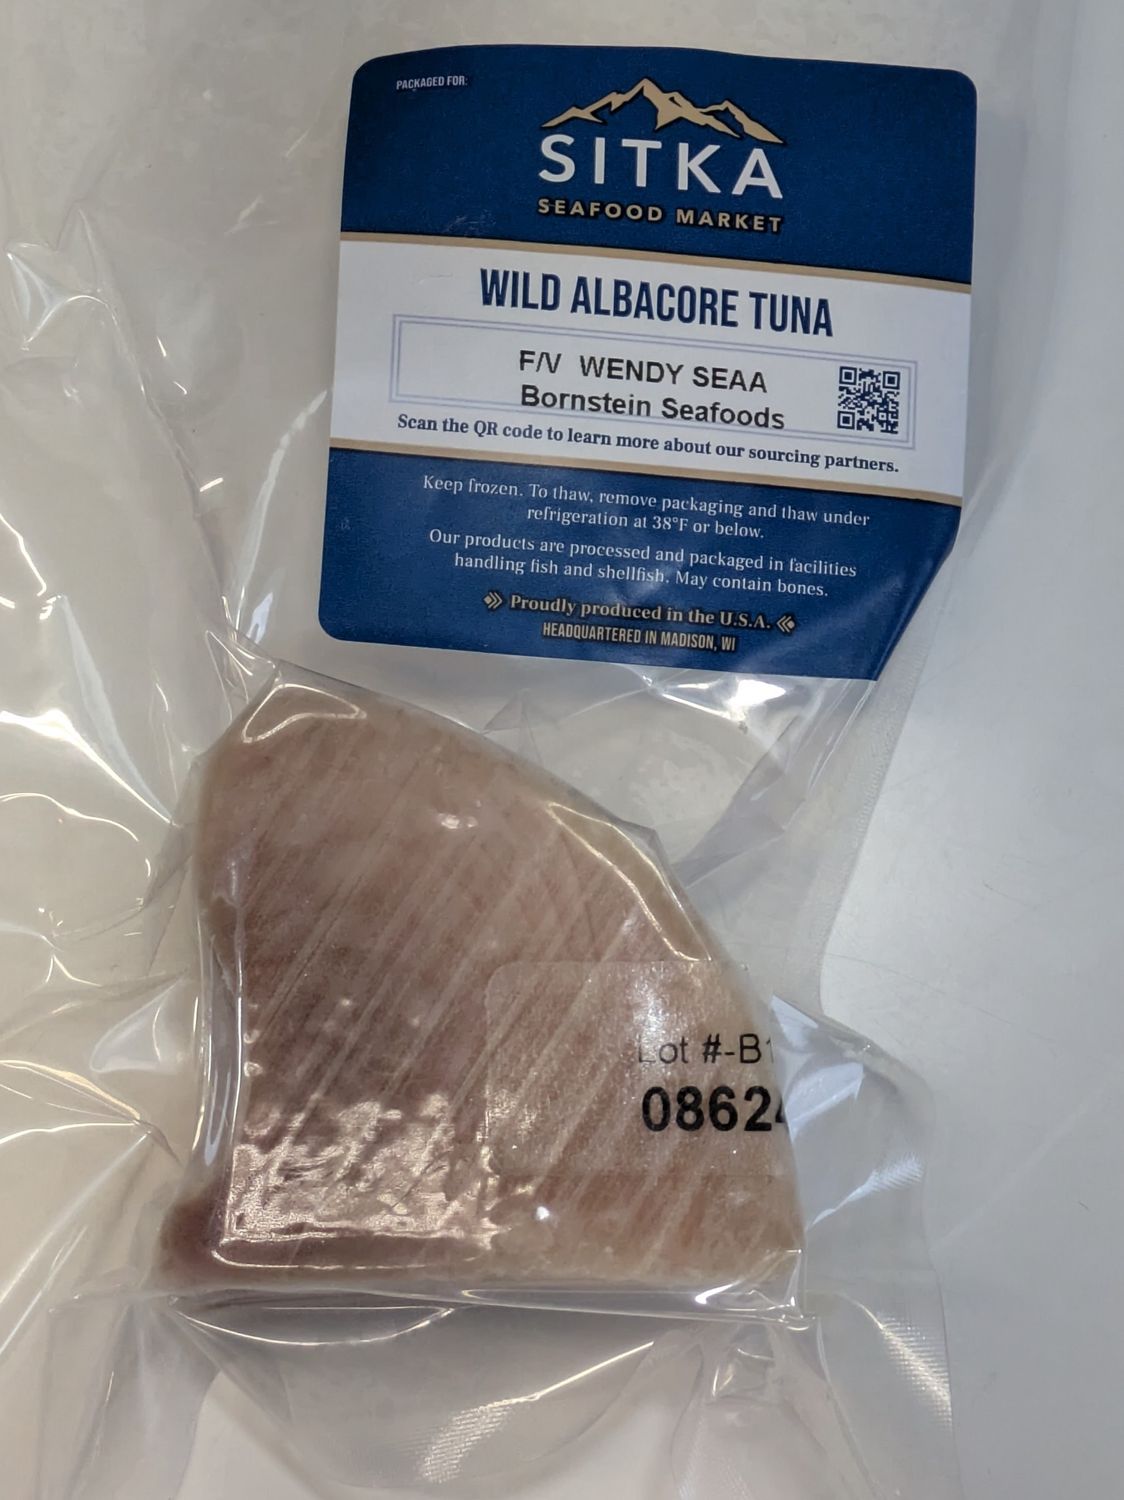 PACKAGED FOR:
SITKA
SEAFOOD MARKET
WILD ALBACORE TUNA
F/V WENDY SEAA
Bornstein Seafoods
Scan the QR code to learn more about our sourcing partners.
Keep frozen. To thaw, remove packaging and thaw under
refrigeration at 38°F or below.
Our products are processed and packaged in facilities
handling fish and shellfish. May contain bones.
Proudly produced in the U.S.A.
HEADQUARTERED IN MADISON, WI
Lot #-B1
08624